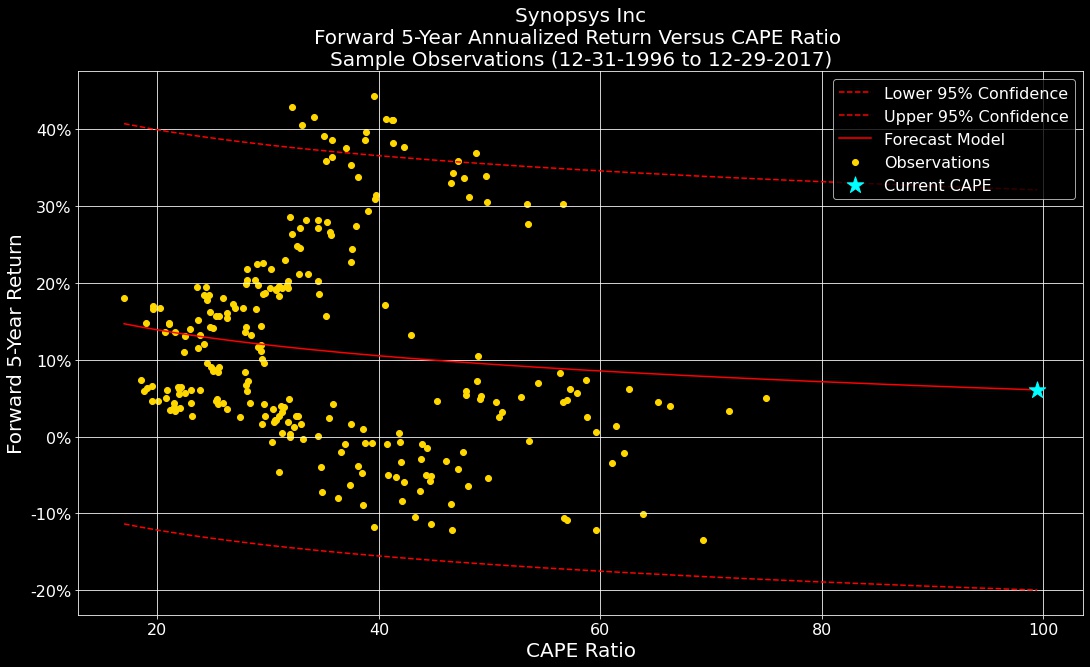 Synopsys Inc
Forward 5-Year Annualized Return Versus CAPE Ratio
Sample Observations (12-31-1996 to 12-29-2017)
Lower 95% Confidence
Upper 95% Confidence
Forecast Model
Observations
Current CAPE
Forward 5-Year Return
40%
30%
20%
10%
0%
-10%
-20%
20
40
60
80
100
CAPE Ratio